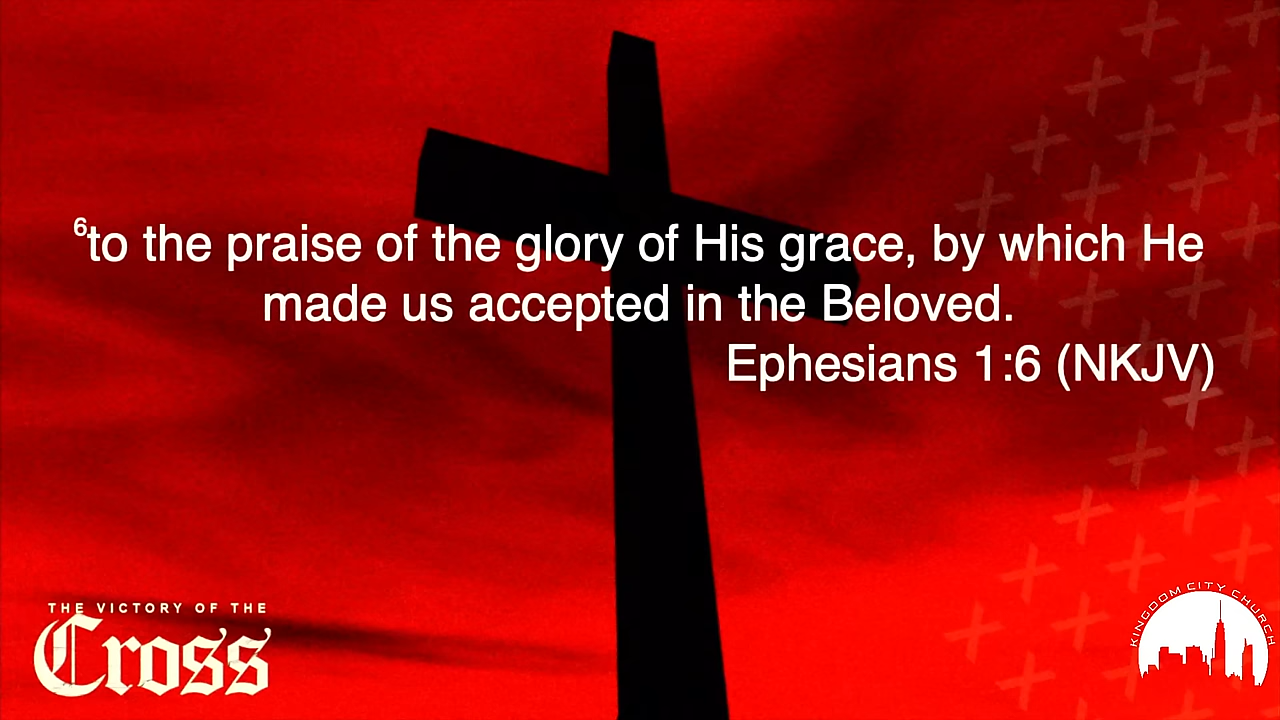 ⁶to the praise of the glory of His grace, by which He
made us accepted in the Beloved.
Ephesians 1:6 (NKJV)
THE VICTORY OF THE
Cross
KINGDOM CITY CHURCH